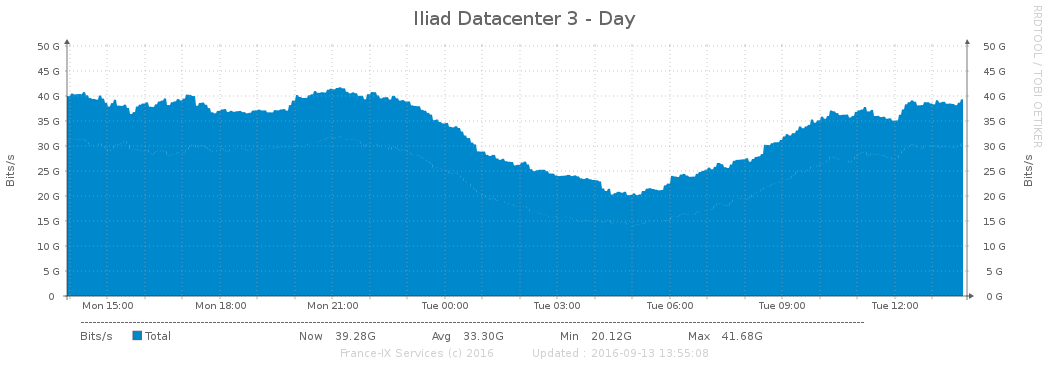 Iliad Datacenter 3 - Day
RRDTOOL / TOBI OETIKER
50 G 50 G
45 G 45 G
40 G 40 G
35 G 35 G
30 G 30 G
25 G 25 G
20 G 20 G
15 G 15 G
10 G 10 G
5 G 5 G
0 0 G
Bits/s
Bits/s
Mon 15:00 Mon 18:00 Mon 21:00 Tue 00:00 Tue 03:00 Tue 06:00 Tue 09:00 Tue 12:00
Bits/s Total Now 39.28G Avg 33.30G Min 20.12G Max 41.68G
France-IX Services (c) 2016 Updated : 2016-09-13 13:55:08